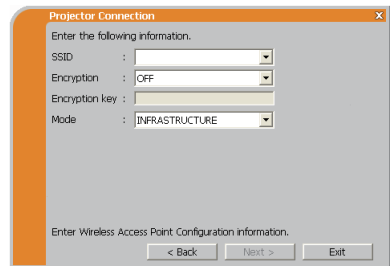 Projector Connection X
Enter the following information.
SSID :
Encryption : OFF
Encryption key :
Mode : INFRASTRUCTURE
Enter Wireless Access Point Configuration information.
< Back Next > Exit